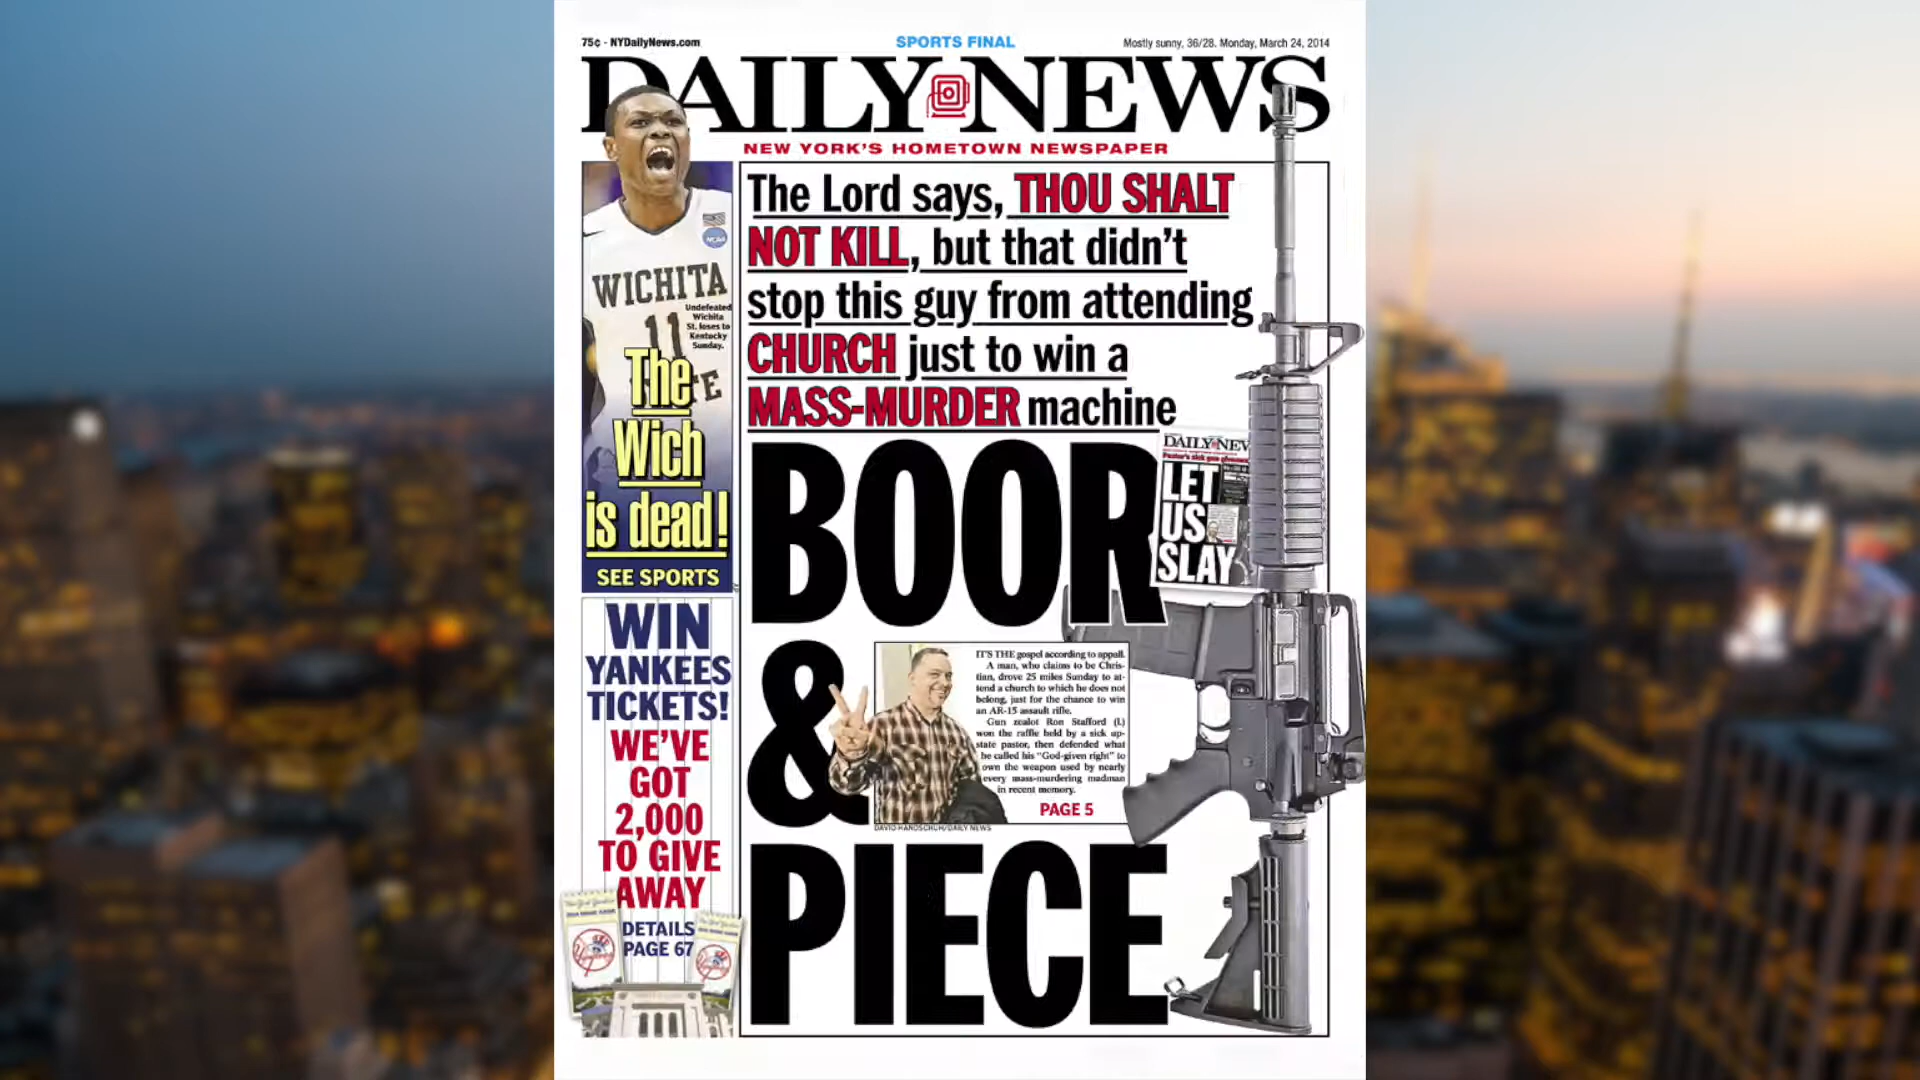 75¢ - NYDailyNews.com
SPORTS FINAL
Mostly sunny, 36/28. Monday, March 24, 2014
DAILY NEWS
NEW YORK'S HOMETOWN NEWSPAPER
NCAA
WICHITA
11
Undefeated
Wichita
St. loses to
Kentucky
Sunday.
The
Wich
is dead!
SEE SPORTS
WIN
YANKEES
TICKETS!
WE'VE
GOT
2,000
TO GIVE
AWAY
DETAILS
PAGE 67
The Lord says, THOU SHALT
NOT KILL, but that didn't
stop this guy from attending
CHURCH just to win a
MASS-MURDER machine
BOOR
&
PIECE
DAILY NEW
LET
US
SLAY
IT'S THE gospel according to appall.
A man, who claims to be Chris-
tian, drove 25 miles Sunday to at-
tend a church to which he does not
belong, just for the chance to win
an AR-15 assault rifle.
Gun zealot Ron Stafford (l.)
won the raffle held by a sick up-
state pastor, then defended what
he called his "God-given right" to
own the weapon used by nearly
every mass-murdering madman
in recent memory.
PAGE 5
DAVID HANDSCHUH/DAILY NEWS